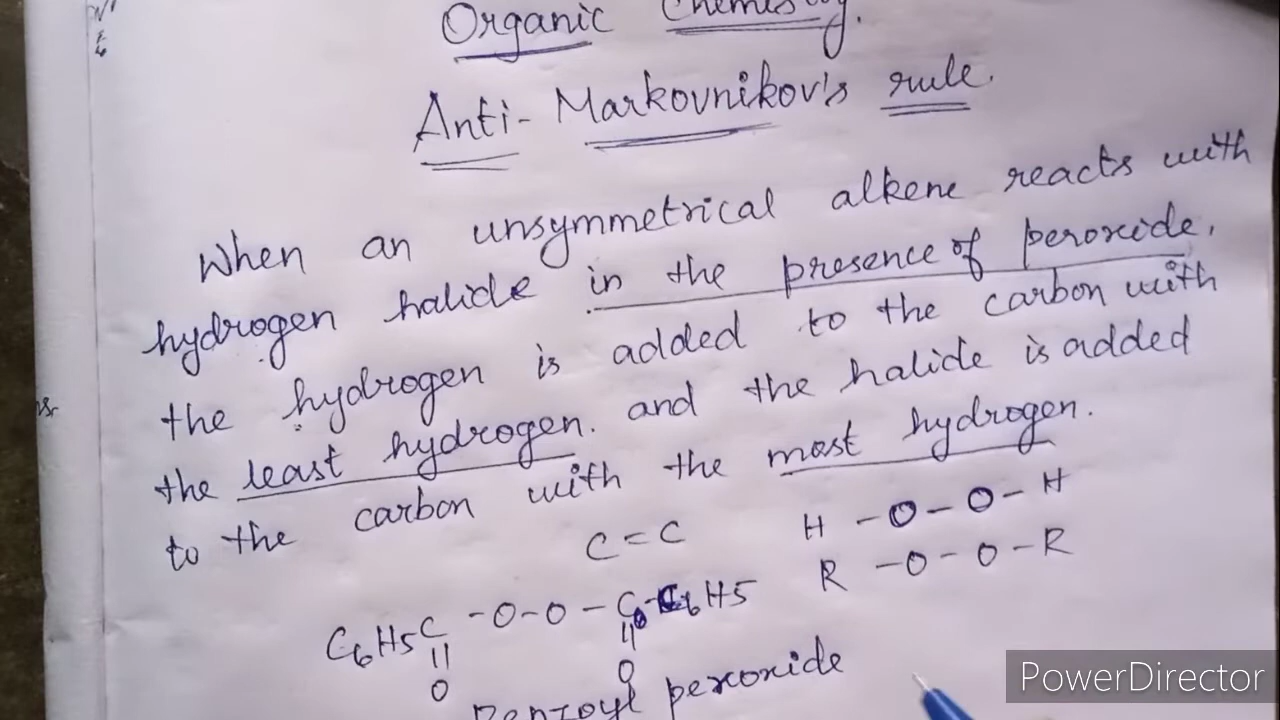 Organic Chemistry.
Anti-Markovnikov's rule.
When an unsymmetrical alkene reacts with
hydrogen halide in the presence of peroxide,
the hydrogen is added to the carbon with
the least hydrogen. and the halide is added
to the carbon with the most hydrogen.
C=C H-O-O-H
R-O-O-R
C6H5C-O-O-C-C6H5
|| ||
O O
Benzoyl peroxide
PowerDirector